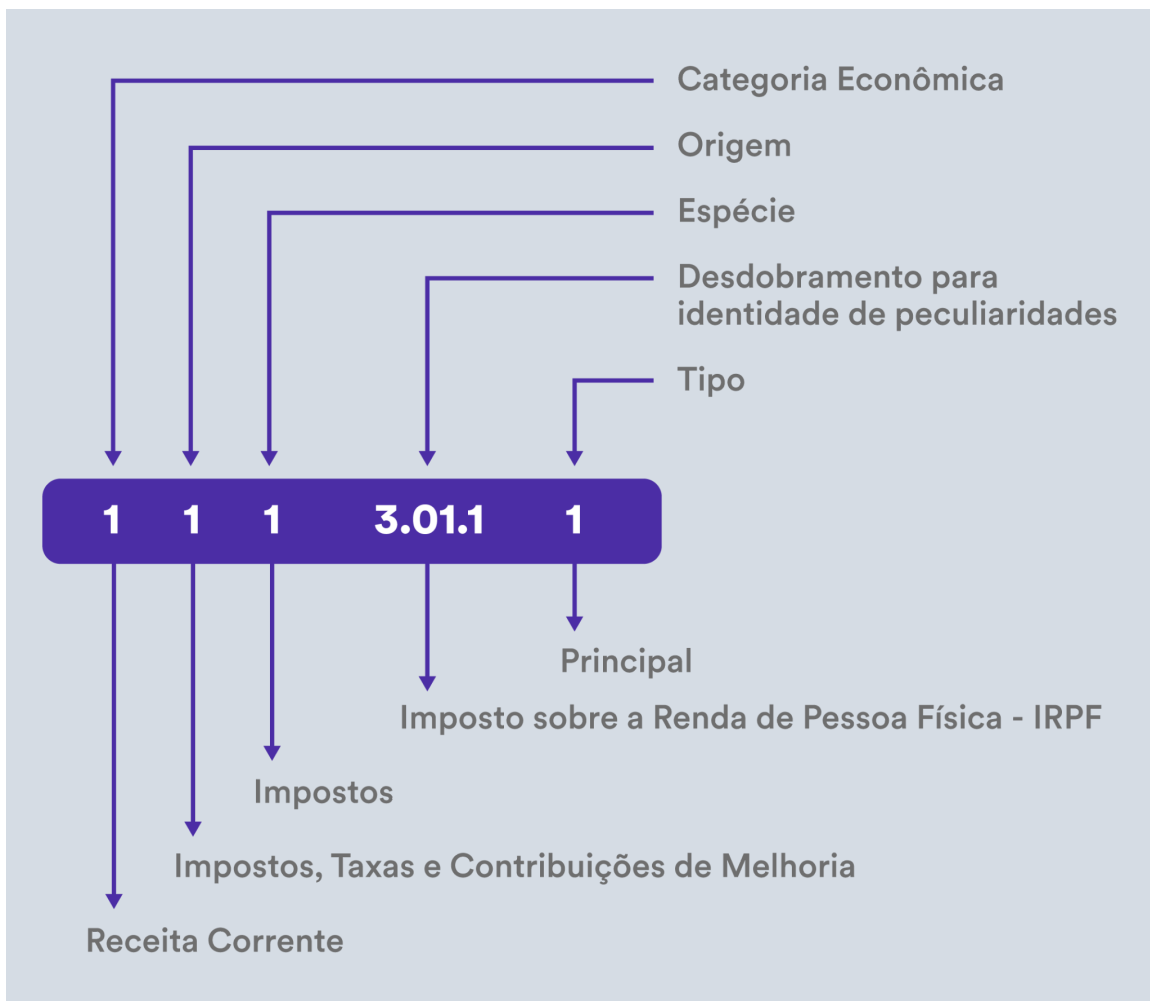 Categoria Econômica
Origem
Espécie
Desdobramento para
identidade de peculiaridades
Tipo
1 1 1 3.01.1 1
Principal
Imposto sobre a Renda de Pessoa Física - IRPF
Impostos
Impostos, Taxas e Contribuições de Melhoria
Receita Corrente